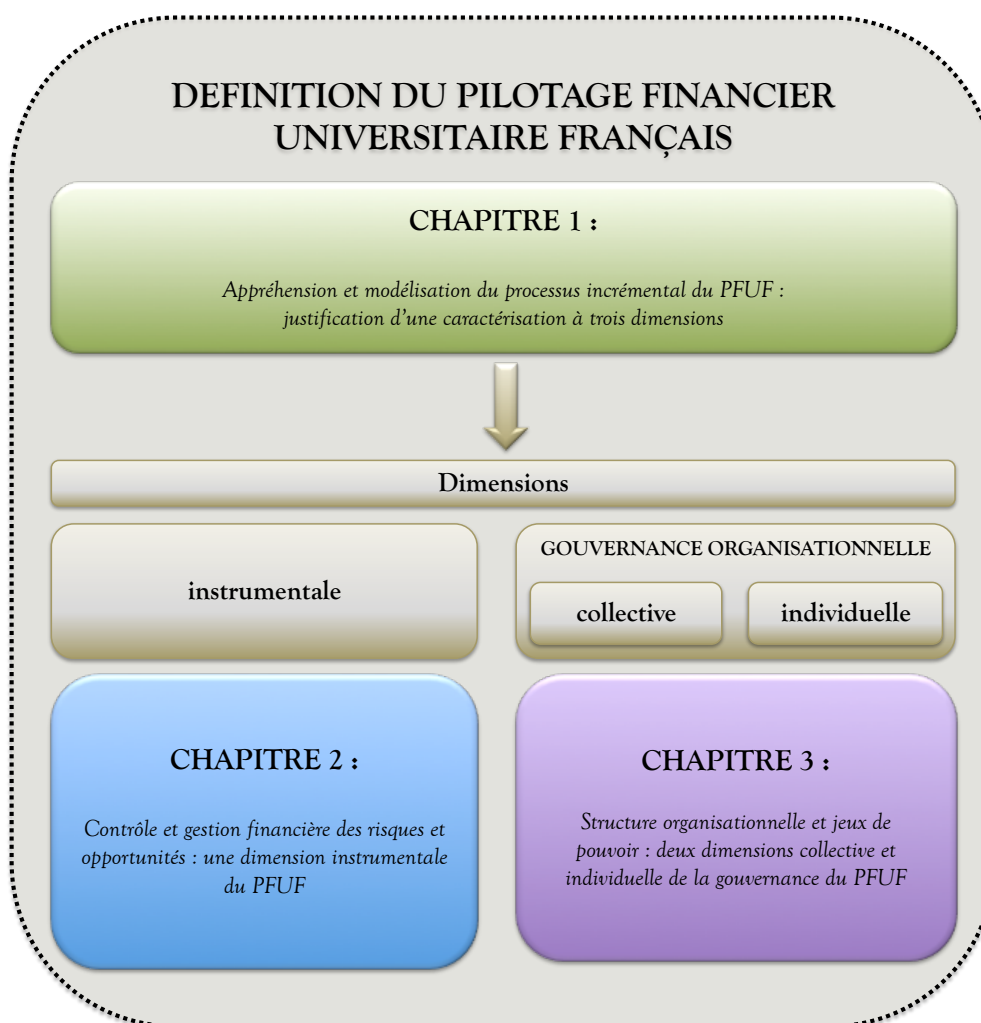 DEFINITION DU PILOTAGE FINANCIER
UNIVERSITAIRE FRANÇAIS
CHAPITRE 1 :
Appréhension et modélisation du processus incrémental du PFUF :
justification d'une caractérisation à trois dimensions
Dimensions
instrumentale
GOUVERNANCE ORGANISATIONNELLE
collective
individuelle
CHAPITRE 2 :
Contrôle et gestion financière des risques et
opportunités : une dimension instrumentale
du PFUF
CHAPITRE 3 :
Structure organisationnelle et jeux de
pouvoir : deux dimensions collective et
individuelle de la gouvernance du PFUF